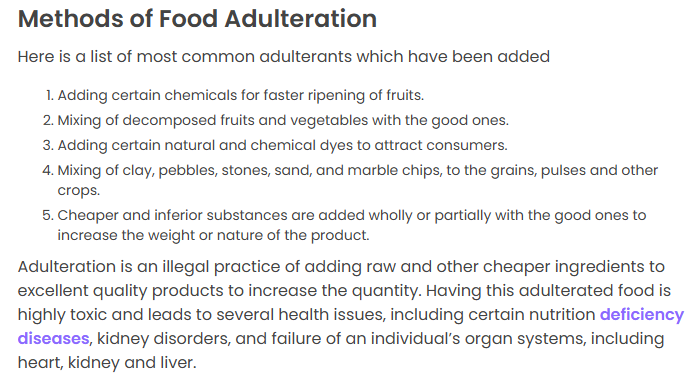 Methods of Food Adulteration
Here is a list of most common adulterants which have been added
1. Adding certain chemicals for faster ripening of fruits.
2. Mixing of decomposed fruits and vegetables with the good ones.
3. Adding certain natural and chemical dyes to attract consumers.
4. Mixing of clay, pebbles, stones, sand, and marble chips, to the grains, pulses and other
crops.
5. Cheaper and inferior substances are added wholly or partially with the good ones to
increase the weight or nature of the product.
Adulteration is an illegal practice of adding raw and other cheaper ingredients to
excellent quality products to increase the quantity. Having this adulterated food is
highly toxic and leads to several health issues, including certain nutrition deficiency
diseases, kidney disorders, and failure of an individual’s organ systems, including
heart, kidney and liver.